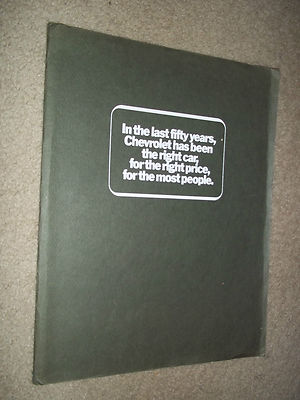 In the last fifty years,
Chevrolet has been
the right car,
for the right price,
for the most people.